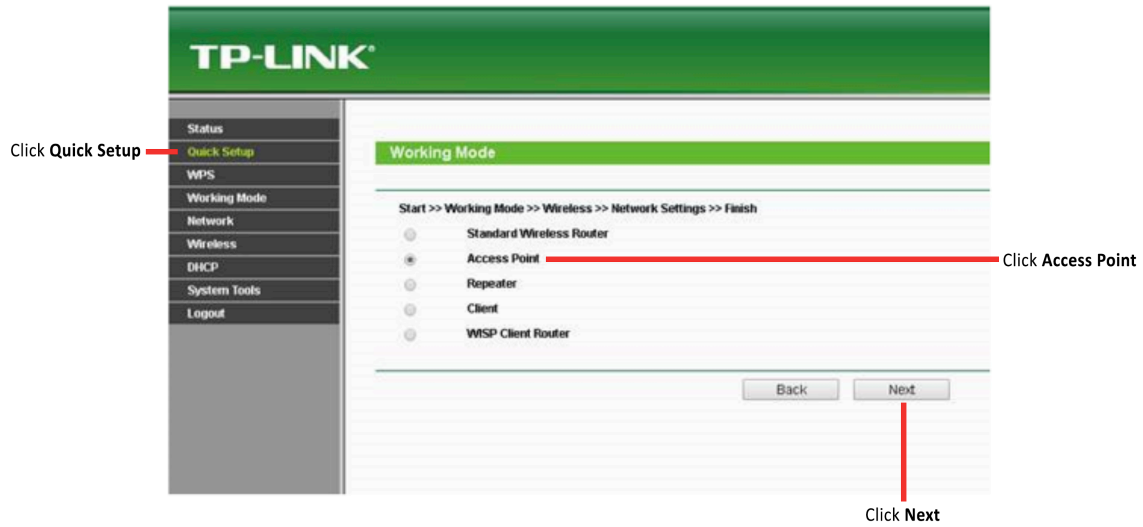 TP-LINK®
Status
Click Quick Setup
Quick Setup
WPS
Working Mode
Network
Wireless
DHCP
System Tools
Logout
Working Mode
Start >> Working Mode >> Wireless >> Network Settings >> Finish
Standard Wireless Router
Access Point
Click Access Point
Repeater
Client
WISP Client Router
Back Next
Click Next